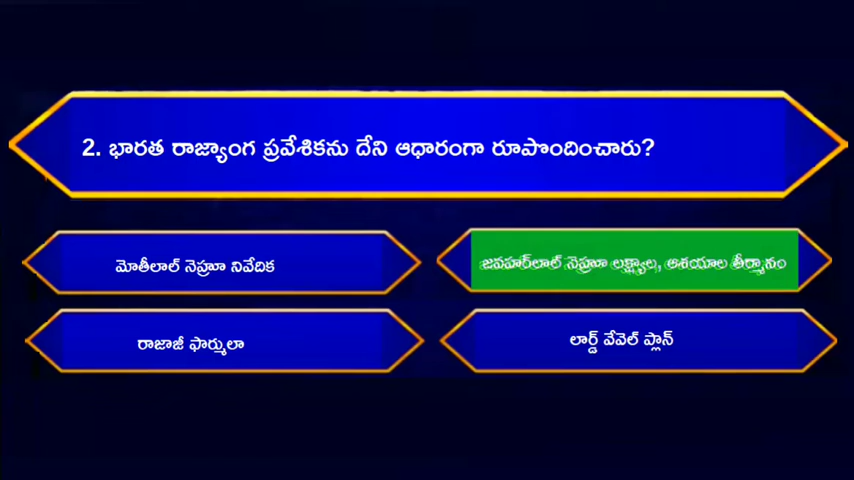 2. భారత రాజ్యాంగ ప్రవేశికను దేని ఆధారంగా రూపొందించారు?
మోతీలాల్ నెహ్రూ నివేదిక
జవహర్‌లాల్ నెహ్రూ లక్ష్యాల, ఆశయాల తీర్మానం
రాజాజీ ఫార్ములా
లార్డ్ వేవెల్ ప్లాన్